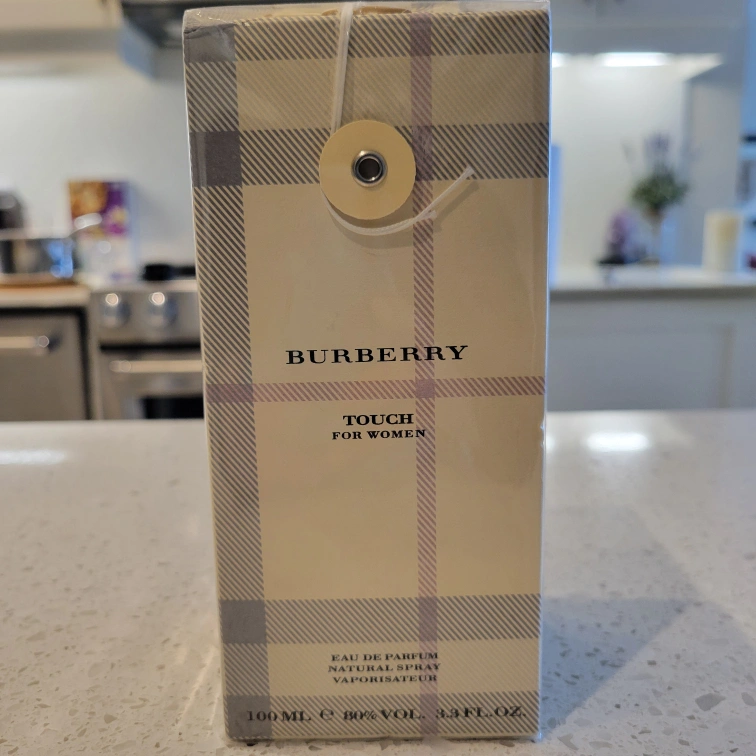 BURBERRY
TOUCH
FOR WOMEN
EAU DE PARFUM
NATURAL SPRAY
VAPORISATEUR
100 ML. ℮ 80% VOL. 3.3 FL.OZ.